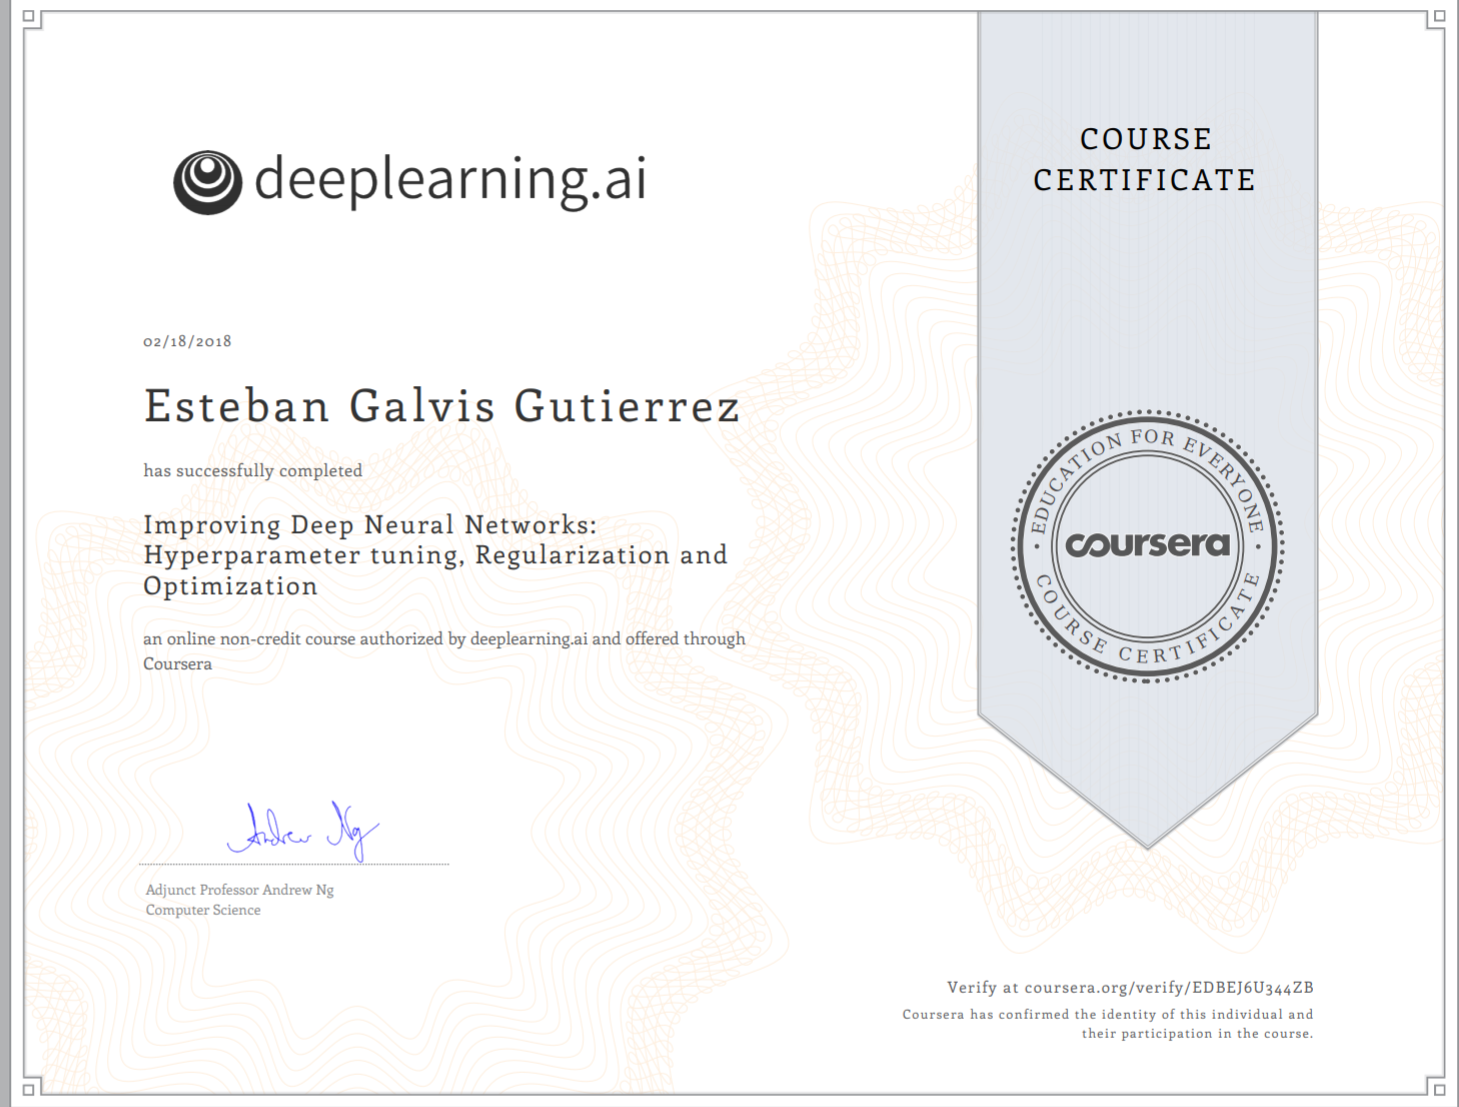 deeplearning.ai
COURSE
CERTIFICATE
02/18/2018
Esteban Galvis Gutierrez
has successfully completed
Improving Deep Neural Networks:
Hyperparameter tuning, Regularization and
Optimization
an online non-credit course authorized by deeplearning.ai and offered through
Coursera
EDUCATION FOR EVERYONE
coursera
COURSE CERTIFICATE
Andrew Ng
Adjunct Professor Andrew Ng
Computer Science
Verify at coursera.org/verify/EDBEJ6U344ZB
Coursera has confirmed the identity of this individual and
their participation in the course.